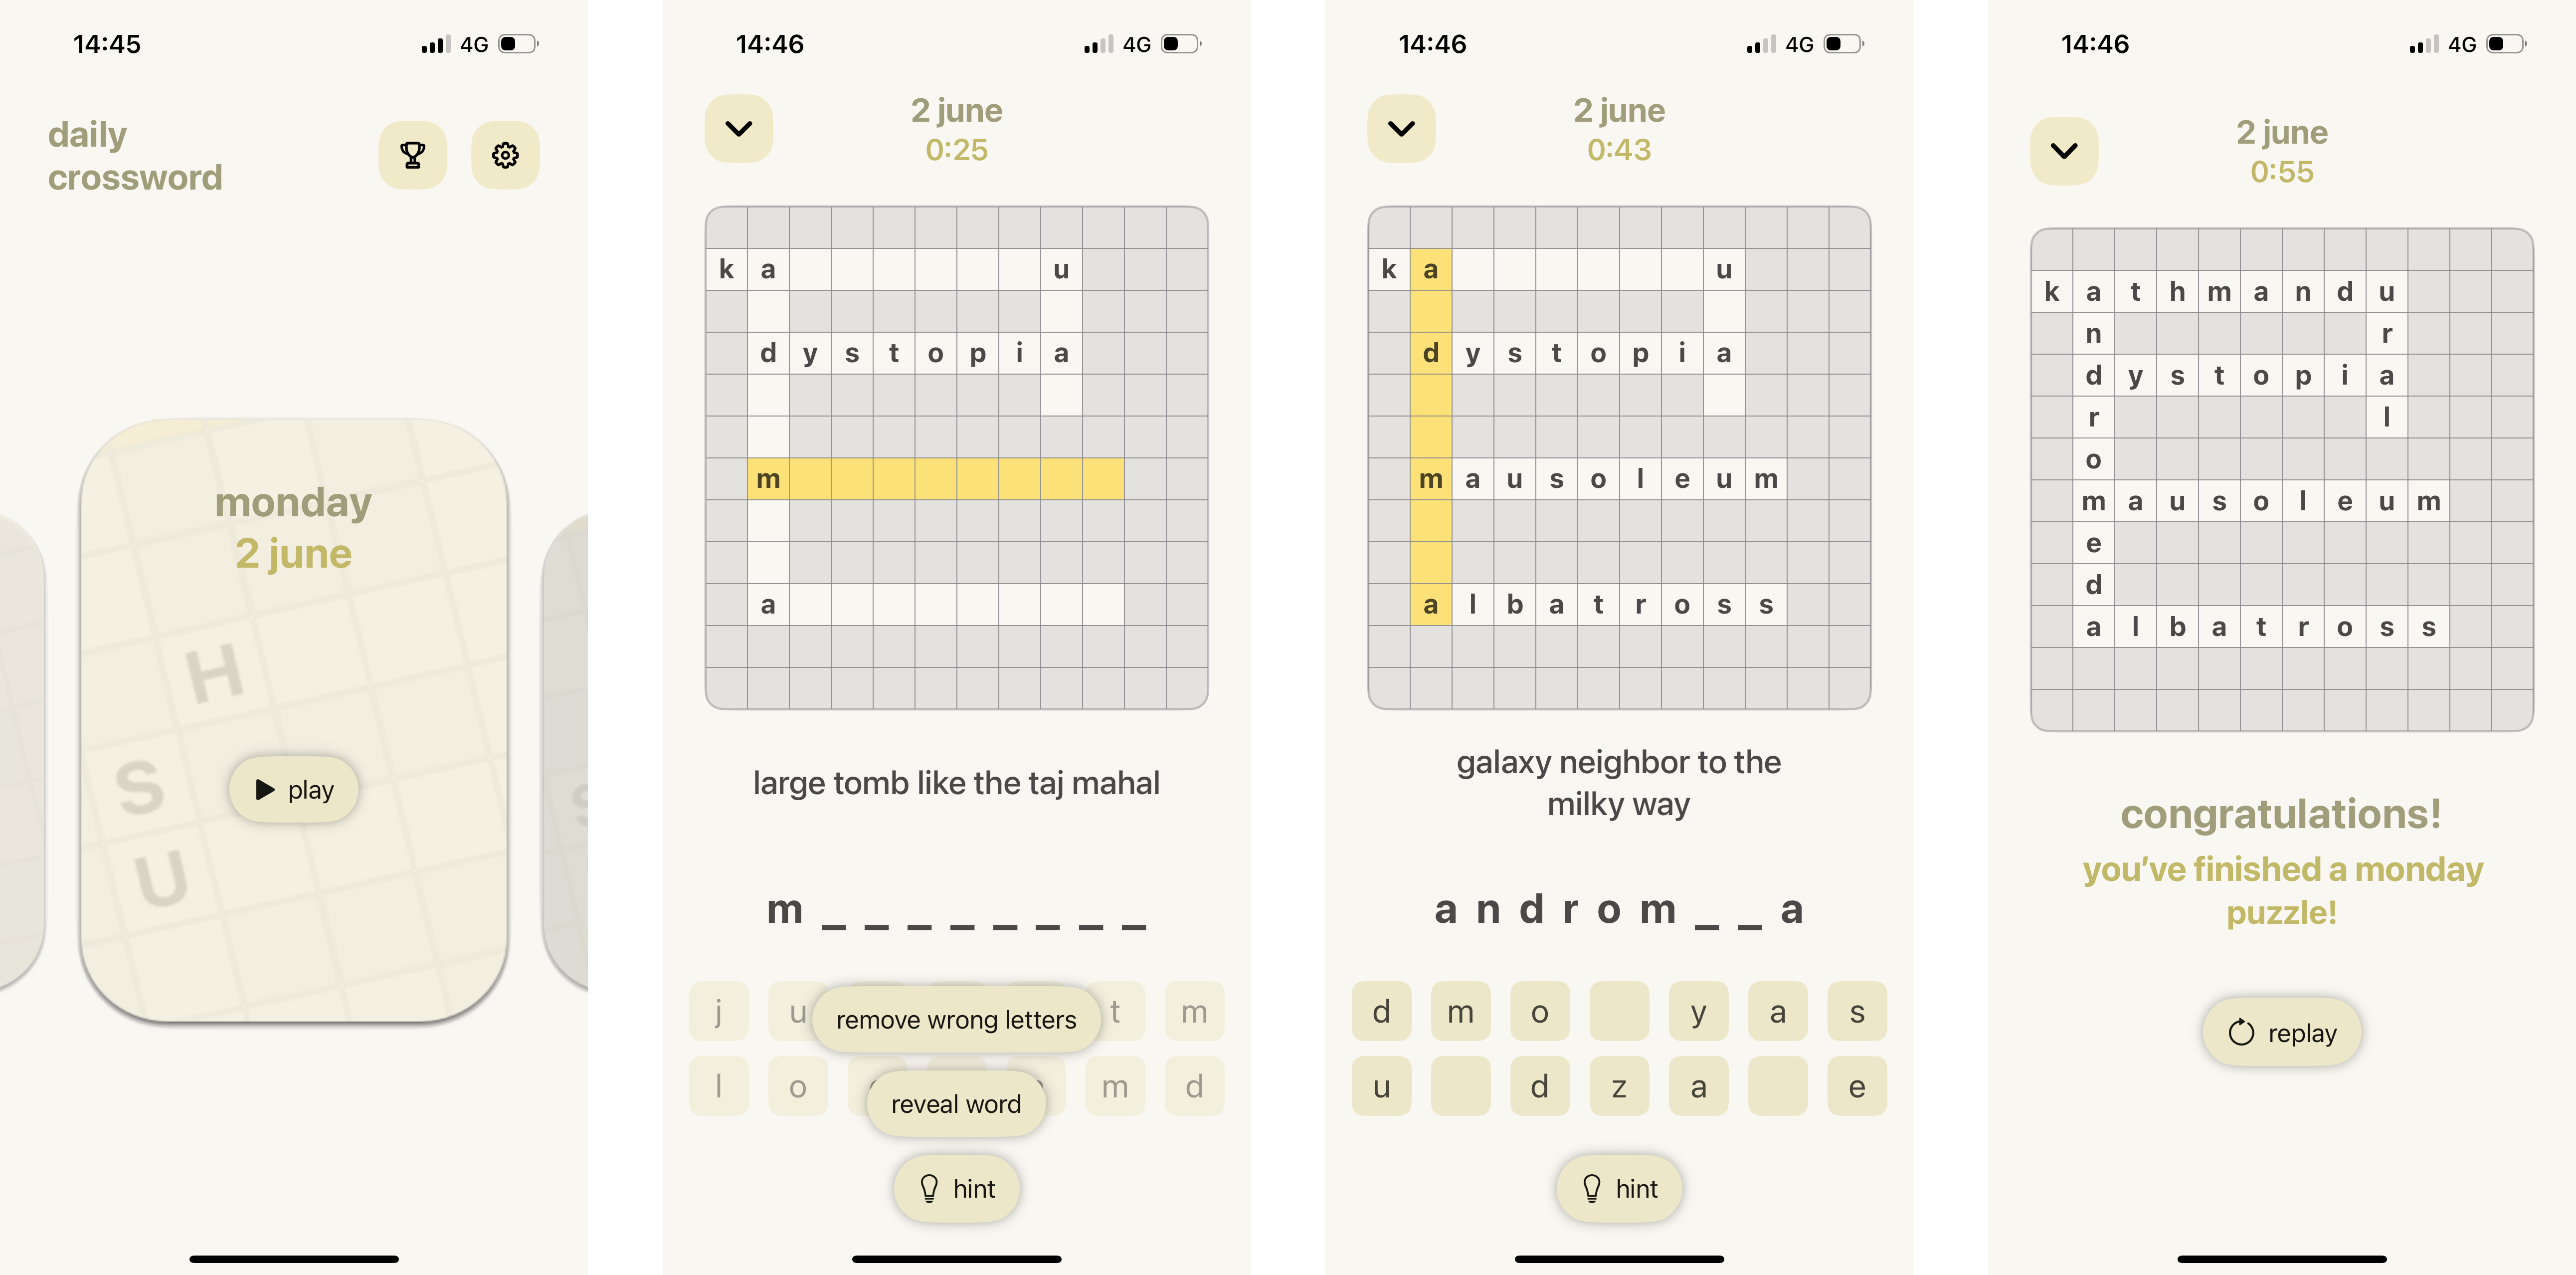 14:45 4G
daily
crossword
monday
2 june
H
S
U
play
14:46 4G
2 june
0:25
k a u
d y s t o p i a
m
a
large tomb like the taj mahal
m _ _ _ _ _ _ _ _
j u t m
remove wrong letters
l o m d
reveal word
hint
14:46 4G
2 june
0:43
k a u
d y s t o p i a
m a u s o l e u m
a l b a t r o s s
galaxy neighbor to the
milky way
a n d r o m _ _ a
d m o y a s
u d z a e
hint
14:46 4G
2 june
0:55
k a t h m a n d u
n r
d y s t o p i a
r l
o
m a u s o l e u m
e
d
a l b a t r o s s
congratulations!
you’ve finished a monday
puzzle!
replay